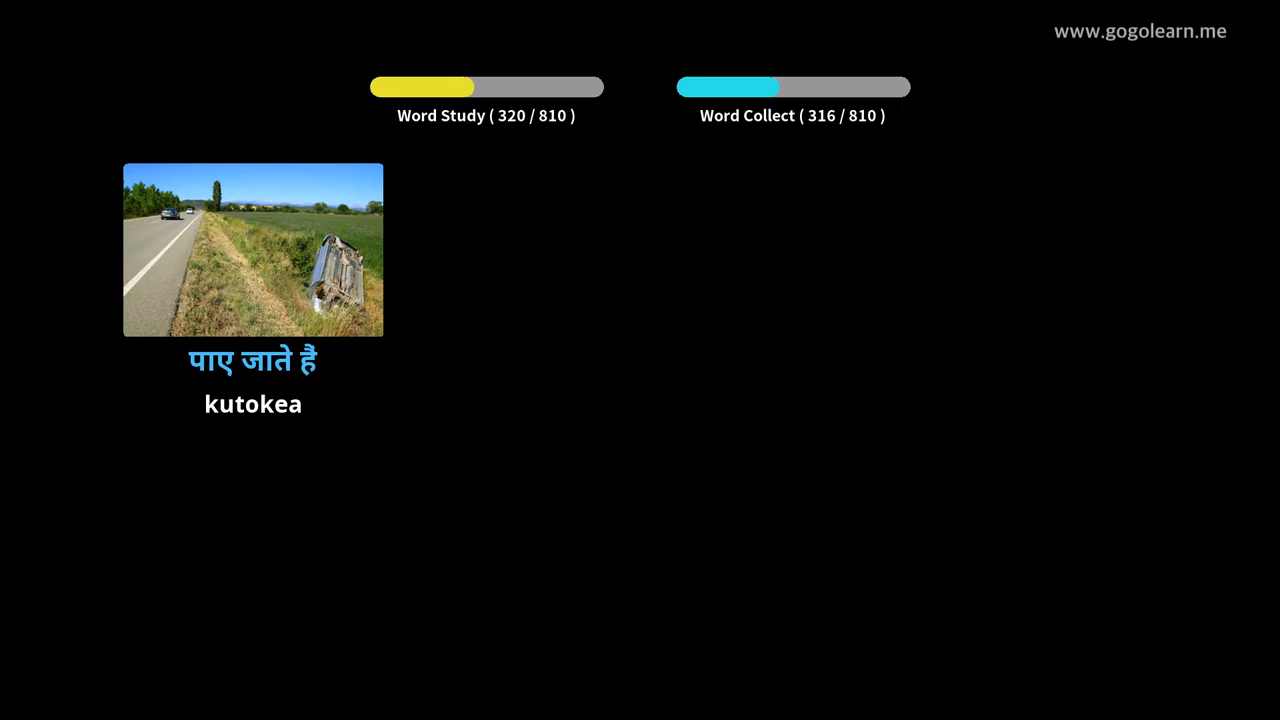 www.gogolearn.me
Word Study ( 320 / 810 )
Word Collect ( 316 / 810 )
पाए जाते हैं
kutokea